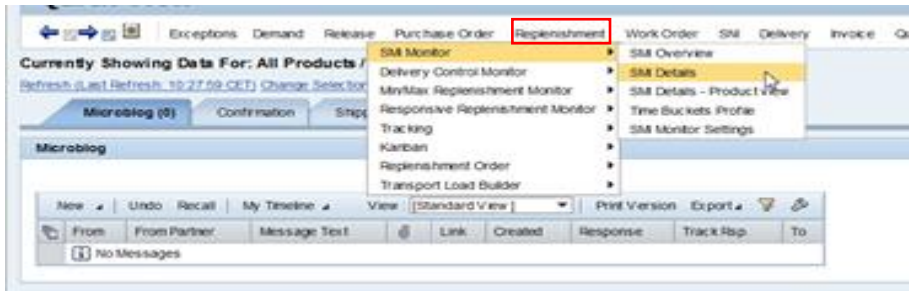 Exceptions Demand Release Purchase Order Replenishment Work Order SNI Delivery Invoice
SMI Monitor
SMI Overview
Currently Showing Data For: All Products /
Delivery Control Monitor
SMI Details
Refresh (Last Refresh: 10:27:59 CET) Change Selection
Min/Max Replenishment Monitor
SMI Details - Product View
Microblog (0) Confirmation
Responsive Replenishment Monitor
Time Buckets Profile
Tracking
SMI Monitor Settings
Microblog
Kanban
Replenishment Order
Transport Load Builder
New Undo Recall My Timeline View [Standard View] Print Version Export
From From Partner Message Text Link Created Response Track Rsp. To
No Messages